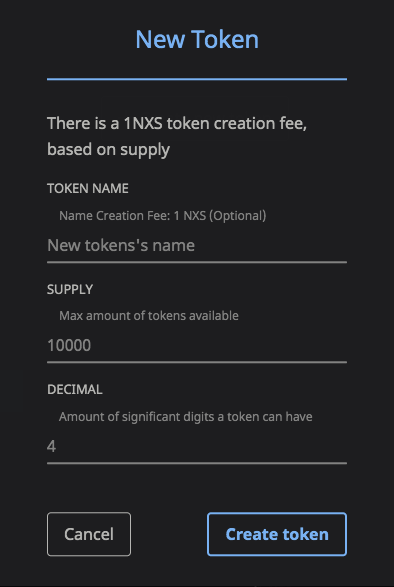 New Token
There is a 1NXS token creation fee,
based on supply
TOKEN NAME
Name Creation Fee: 1 NXS (Optional)
New tokens's name
SUPPLY
Max amount of tokens available
10000
DECIMAL
Amount of significant digits a token can have
4
Cancel
Create token